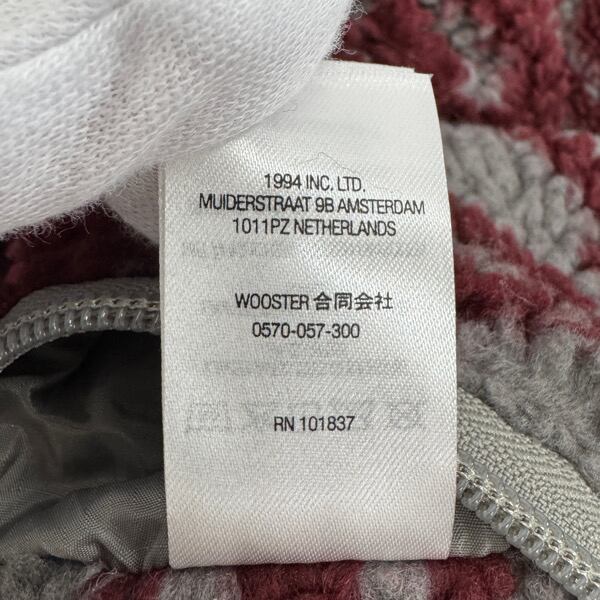 1994 INC. LTD.
MUIDERSTRAAT 9B AMSTERDAM
1011PZ NETHERLANDS
WOOSTER 合同会社
0570-057-300
RN 101837